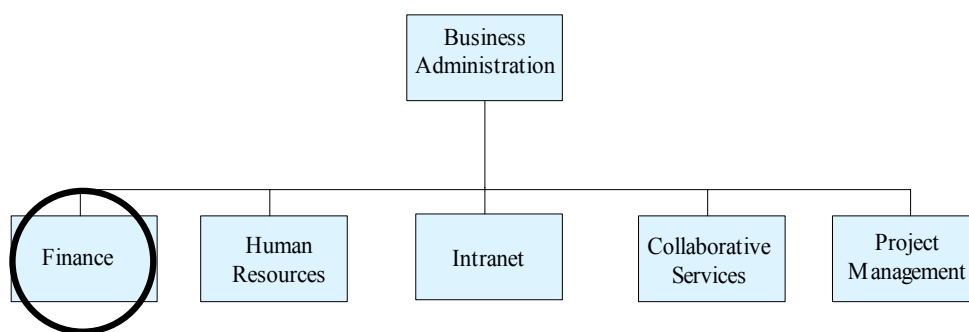 Business
Administration
Finance
Human
Resources
Intranet
Collaborative
Services
Project
Management